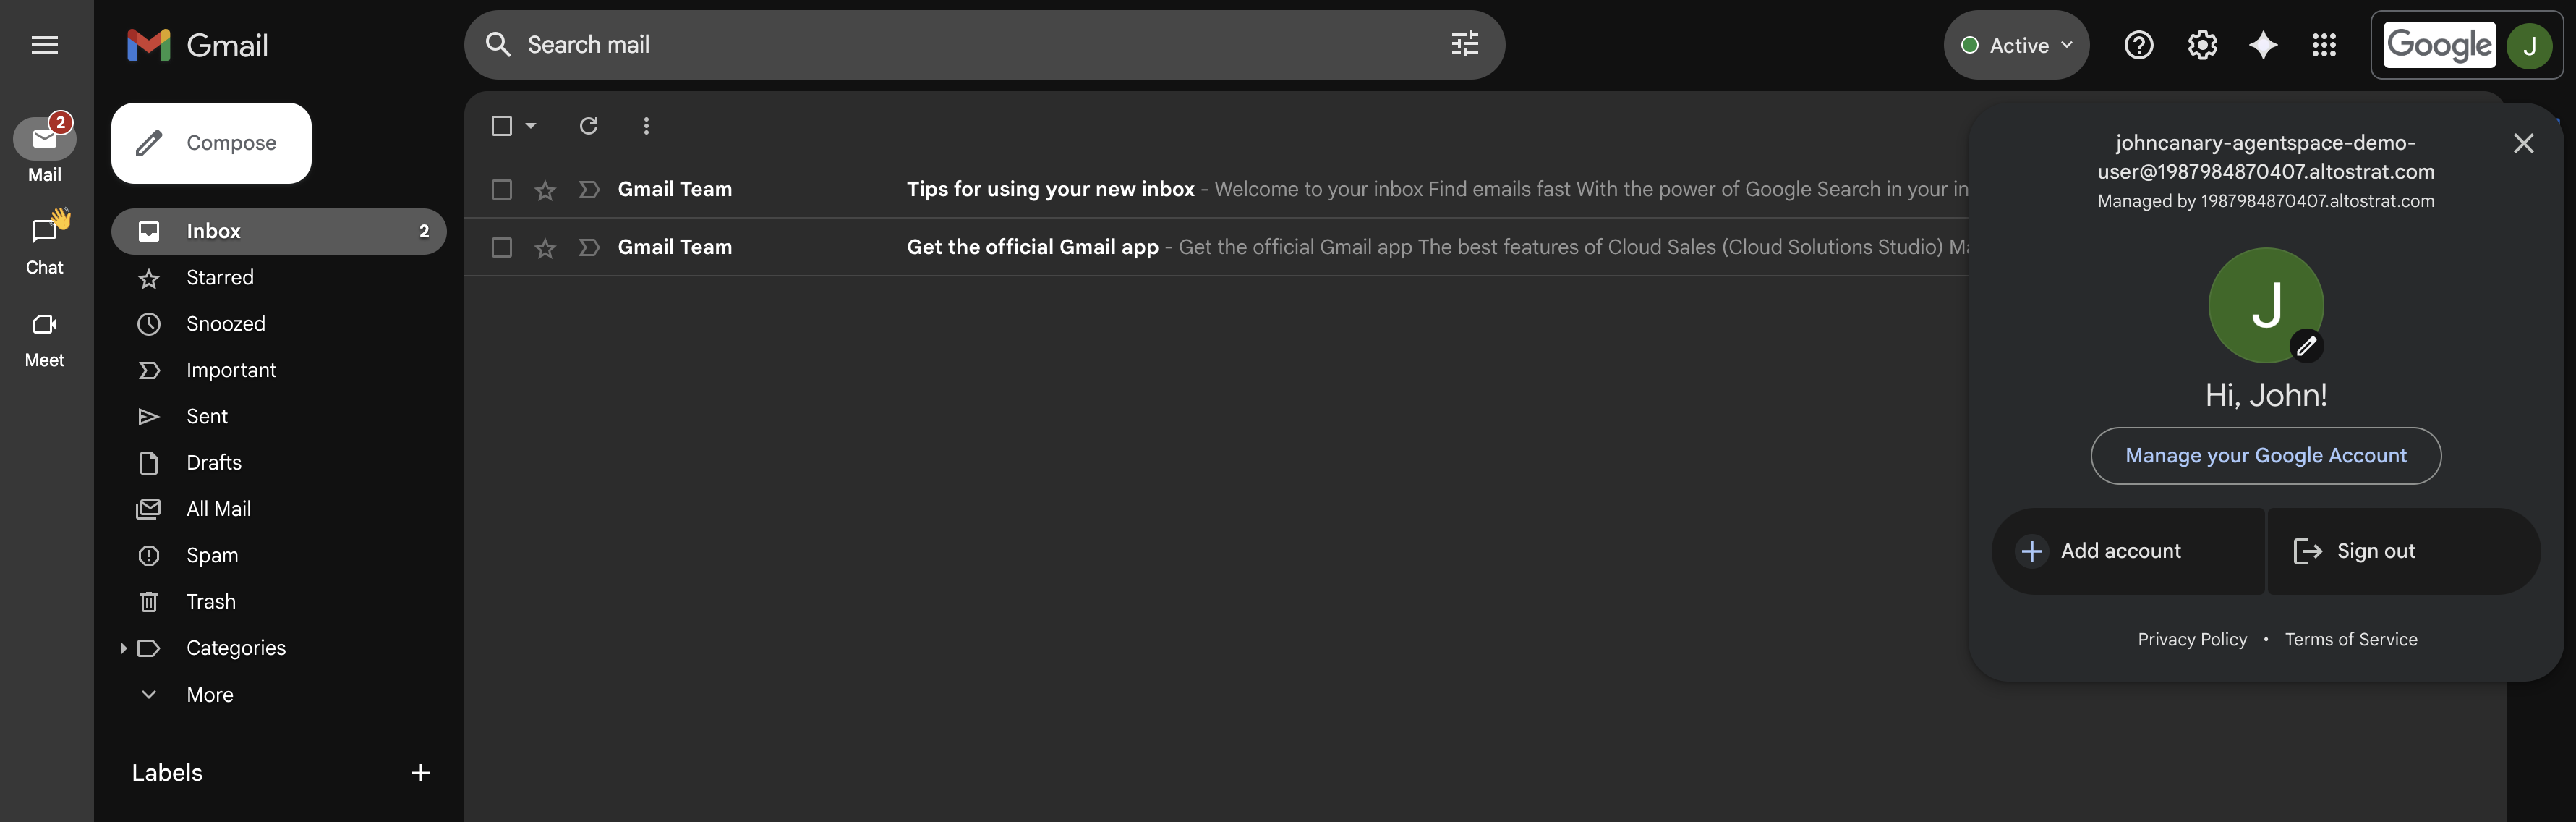 Gmail
Search mail
Active
Google
J
2
Mail
Chat
Meet
Compose
Inbox 2
Starred
Snoozed
Important
Sent
Drafts
All Mail
Spam
Trash
Categories
More
Labels
Gmail Team Tips for using your new inbox - Welcome to your inbox Find emails fast With the power of Google Search in your in
Gmail Team Get the official Gmail app - Get the official Gmail app The best features of Cloud Sales (Cloud Solutions Studio) Ma
johncanary-agentspace-demo-
user@1987984870407.altostrat.com
Managed by 1987984870407.altostrat.com
J
Hi, John!
Manage your Google Account
Add account
Sign out
Privacy Policy • Terms of Service